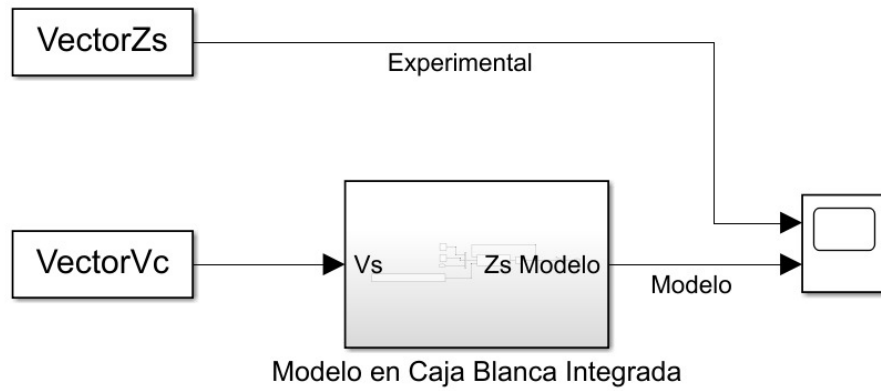 VectorZs
Experimental
VectorVc
Vs
Zs Modelo
Modelo
Modelo en Caja Blanca Integrada